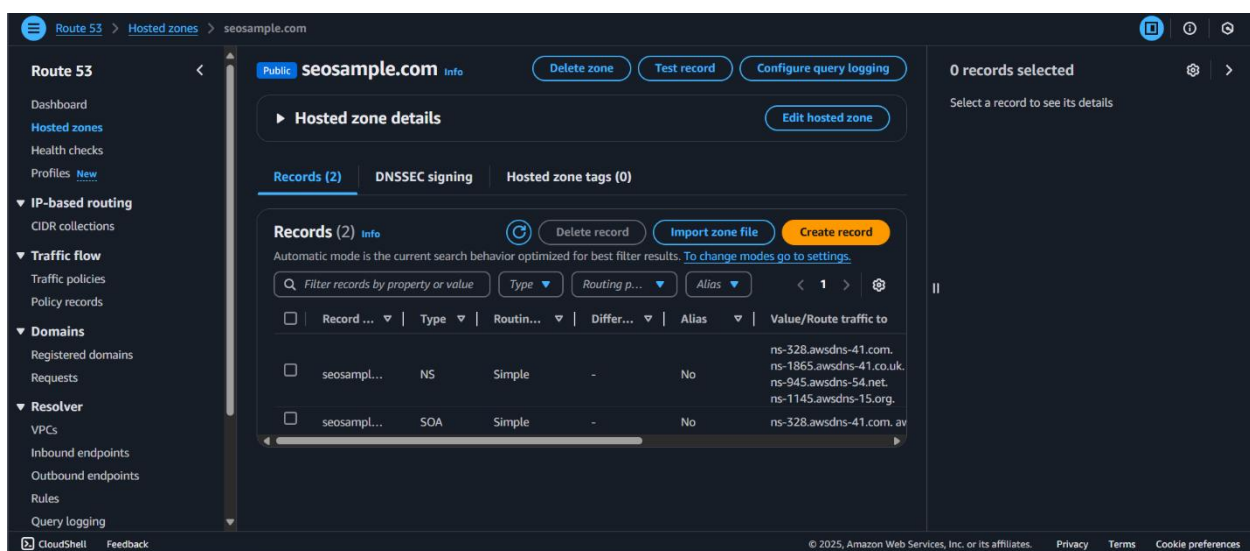 Route 53 > Hosted zones > seosample.com
Route 53
Dashboard
Hosted zones
Health checks
Profiles New
IP-based routing
CIDR collections
Traffic flow
Traffic policies
Policy records
Domains
Registered domains
Requests
Resolver
VPCs
Inbound endpoints
Outbound endpoints
Rules
Query logging
Public seosample.com Info
Delete zone
Test record
Configure query logging
Hosted zone details
Edit hosted zone
Records (2)
DNSSEC signing
Hosted zone tags (0)
Records (2) Info
Delete record
Import zone file
Create record
Automatic mode is the current search behavior optimized for best filter results. To change modes go to settings.
Filter records by property or value
Type
Routing p...
Alias
< 1 >
Record ... | Type | Routin... | Differ... | Alias | Value/Route traffic to
seosampl... NS Simple - No
ns-328.awsdns-41.com.
ns-1865.awsdns-41.co.uk.
ns-945.awsdns-54.net.
ns-1145.awsdns-15.org.
seosampl... SOA Simple - No ns-328.awsdns-41.com. aw
0 records selected
Select a record to see its details
CloudShell Feedback
© 2025, Amazon Web Services, Inc. or its affiliates. Privacy Terms Cookie preferences